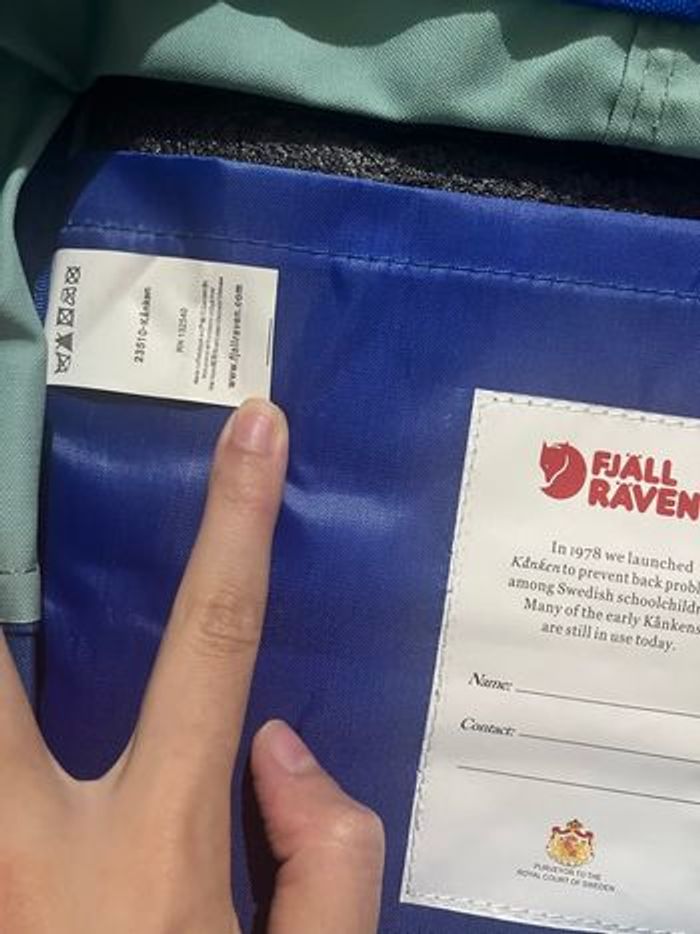 23510-Kånken
RN 132540
www.fjallraven.com
FJÄLL
RÄVEN
In 1978 we launched
Kånken to prevent back probl
among Swedish schoolchildr
Many of the early Kånkens
are still in use today.
Name:
Contact:
PURVEYOR TO THE
ROYAL COURT OF SWEDEN